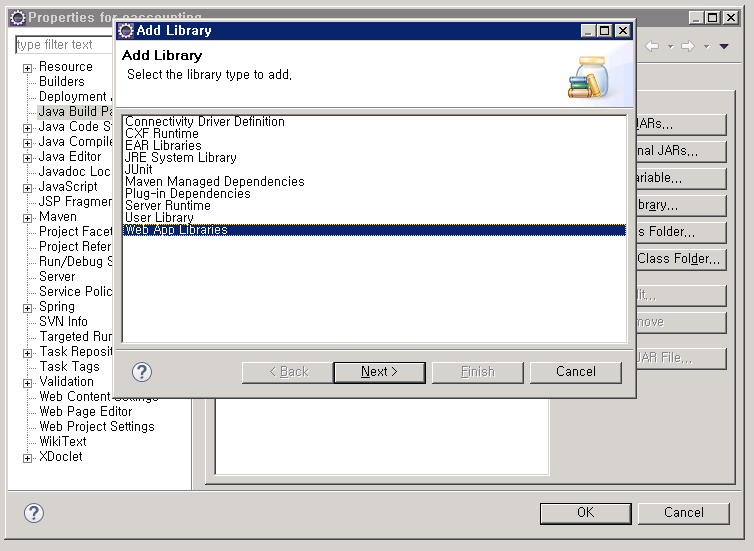 Properties for
Add Library
Add Library
Select the library type to add.
type filter text
Resource
Builders
Deployment
Java Build Pa
Java Code S
Java Compile
Java Editor
Javadoc Loc
JavaScript
JSP Fragmer
Maven
Project Facet
Project Refer
Run/Debug S
Server
Service Polic
Spring
SVN Info
Targeted Rur
Task Reposit
Task Tags
Validation
Web Content Settings
Web Page Editor
Web Project Settings
WikiText
XDoclet
Connectivity Driver Definition
CXF Runtime
EAR Libraries
JRE System Library
JUnit
Maven Managed Dependencies
Plug-in Dependencies
Server Runtime
User Library
Web App Libraries
JARs...
nal JARs...
ariable...
brary...
s Folder...
Class Folder...
it...
move
JAR File...
< Back
Next >
Finish
Cancel
OK
Cancel